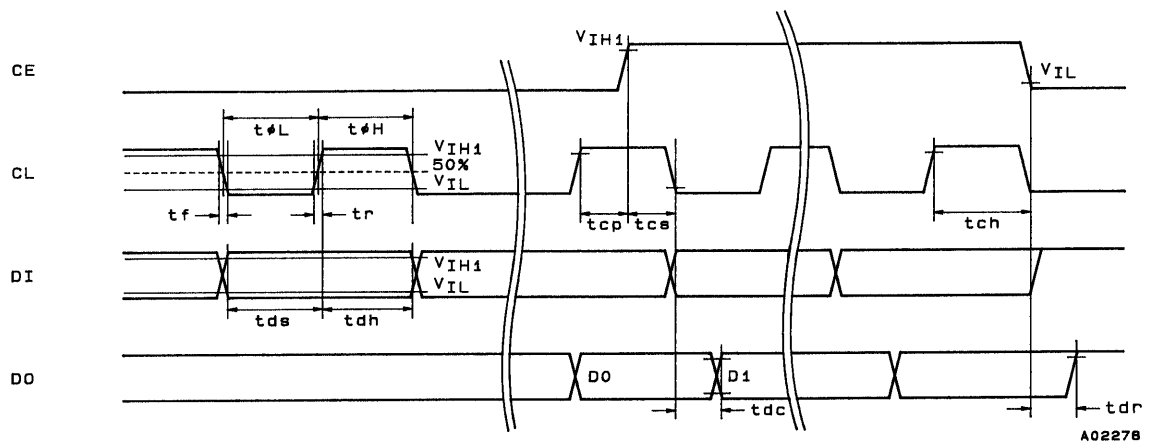 VIH1
CE
VIL
tøL
tøH
VIH1
50%
VIL
CL
tf
tr
tcp
tcs
tch
VIH1
VIL
DI
tds
tdh
DO
D0
D1
tdc
tdr
A02276